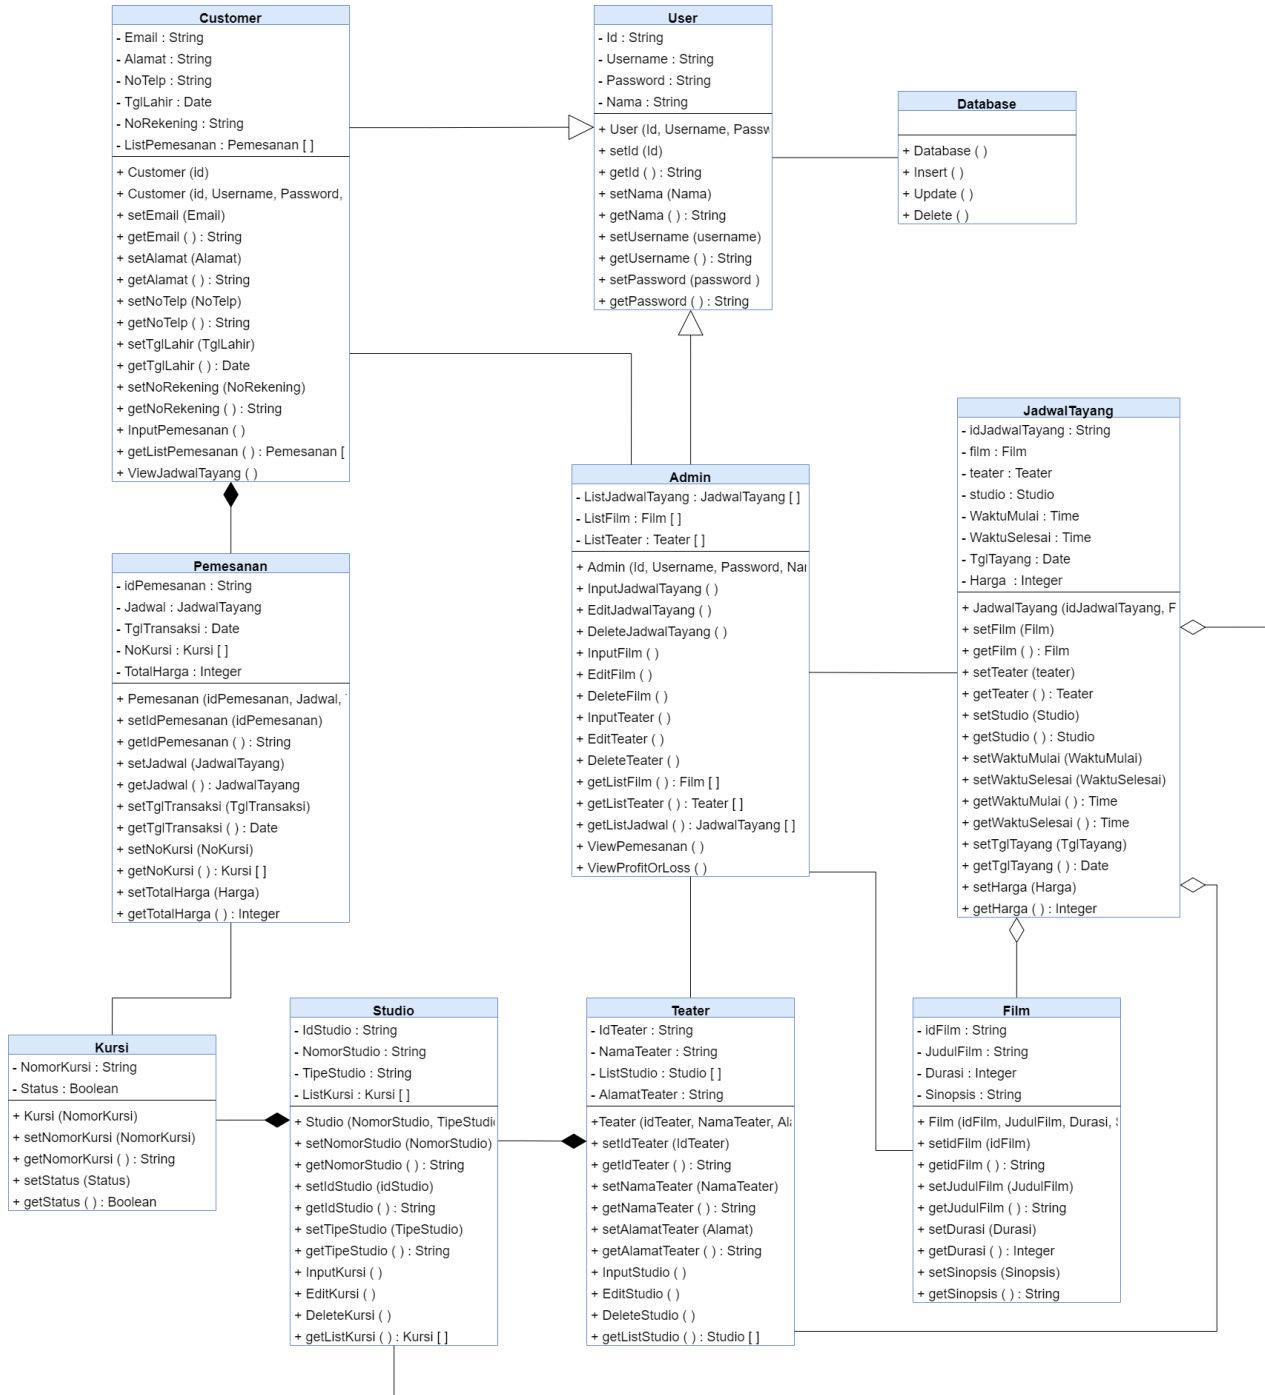 Customer
- Email : String
- Alamat : String
- NoTelp : String
- TglLahir : Date
- NoRekening : String
- ListPemesanan : Pemesanan [ ]
+ Customer (id)
+ Customer (id, Username, Password,
+ setEmail (Email)
+ getEmail ( ) : String
+ setAlamat (Alamat)
+ getAlamat ( ) : String
+ setNoTelp (NoTelp)
+ getNoTelp ( ) : String
+ setTglLahir (TglLahir)
+ getTglLahir ( ) : Date
+ setNoRekening (NoRekening)
+ getNoRekening ( ) : String
+ InputPemesanan ( )
+ getListPemesanan ( ) : Pemesanan [
+ ViewJadwalTayang ( )
User
- Id : String
- Username : String
- Password : String
- Nama : String
+ User (Id, Username, Passw
+ setId (Id)
+ getId ( ) : String
+ setNama (Nama)
+ getNama ( ) : String
+ setUsername (username)
+ getUsername ( ) : String
+ setPassword (password )
+ getPassword ( ) : String
Database
+ Database ( )
+ Insert ( )
+ Update ( )
+ Delete ( )
JadwalTayang
- idJadwalTayang : String
- film : Film
- teater : Teater
- studio : Studio
- WaktuMulai : Time
- WaktuSelesai : Time
- TglTayang : Date
- Harga : Integer
+ JadwalTayang (idJadwalTayang, F
+ setFilm (Film)
+ getFilm ( ) : Film
+ setTeater (teater)
+ getTeater ( ) : Teater
+ setStudio (Studio)
+ getStudio ( ) : Studio
+ setWaktuMulai (WaktuMulai)
+ setWaktuSelesai (WaktuSelesai)
+ getWaktuMulai ( ) : Time
+ getWaktuSelesai ( ) : Time
+ setTglTayang (TglTayang)
+ getTglTayang ( ) : Date
+ setHarga (Harga)
+ getHarga ( ) : Integer
Admin
- ListJadwalTayang : JadwalTayang [ ]
- ListFilm : Film [ ]
- ListTeater : Teater [ ]
+ Admin (Id, Username, Password, Na
+ InputJadwalTayang ( )
+ EditJadwalTayang ( )
+ DeleteJadwalTayang ( )
+ InputFilm ( )
+ EditFilm ( )
+ DeleteFilm ( )
+ InputTeater ( )
+ EditTeater ( )
+ DeleteTeater ( )
+ getListFilm ( ) : Film [ ]
+ getListTeater ( ) : Teater [ ]
+ getListJadwal ( ) : JadwalTayang [ ]
+ ViewPemesanan ( )
+ ViewProfitOrLoss ( )
Pemesanan
- idPemesanan : String
- Jadwal : JadwalTayang
- TglTransaksi : Date
- NoKursi : Kursi [ ]
- TotalHarga : Integer
+ Pemesanan (idPemesanan, Jadwal,
+ setIdPemesanan (idPemesanan)
+ getIdPemesanan ( ) : String
+ setJadwal (JadwalTayang)
+ getJadwal ( ) : JadwalTayang
+ setTglTransaksi (TglTransaksi)
+ getTglTransaksi ( ) : Date
+ setNoKursi (NoKursi)
+ getNoKursi ( ) : Kursi [ ]
+ setTotalHarga (Harga)
+ getTotalHarga ( ) : Integer
Kursi
- NomorKursi : String
- Status : Boolean
+ Kursi (NomorKursi)
+ setNomorKursi (NomorKursi)
+ getNomorKursi ( ) : String
+ setStatus (Status)
+ getStatus ( ) : Boolean
Studio
- IdStudio : String
- NomorStudio : String
- TipeStudio : String
- ListKursi : Kursi [ ]
+ Studio (NomorStudio, TipeStudi
+ setNomorStudio (NomorStudio)
+ getNomorStudio ( ) : String
+ setIdStudio (idStudio)
+ getIdStudio ( ) : String
+ setTipeStudio (TipeStudio)
+ getTipeStudio ( ) : String
+ InputKursi ( )
+ EditKursi ( )
+ DeleteKursi ( )
+ getListKursi ( ) : Kursi [ ]
Teater
- IdTeater : String
- NamaTeater : String
- ListStudio : Studio [ ]
- AlamatTeater : String
+Teater (idTeater, NamaTeater, Al
+ setIdTeater (IdTeater)
+ getIdTeater ( ) : String
+ setNamaTeater (NamaTeater)
+ getNamaTeater ( ) : String
+ setAlamatTeater (Alamat)
+ getAlamatTeater ( ) : String
+ InputStudio ( )
+ EditStudio ( )
+ DeleteStudio ( )
+ getListStudio ( ) : Studio [ ]
Film
- idFilm : String
- JudulFilm : String
- Durasi : Integer
- Sinopsis : String
+ Film (idFilm, JudulFilm, Durasi,
+ setidFilm (idFilm)
+ getidFilm ( ) : String
+ setJudulFilm (JudulFilm)
+ getJudulFilm ( ) : String
+ setDurasi (Durasi)
+ getDurasi ( ) : Integer
+ setSinopsis (Sinopsis)
+ getSinopsis ( ) : String